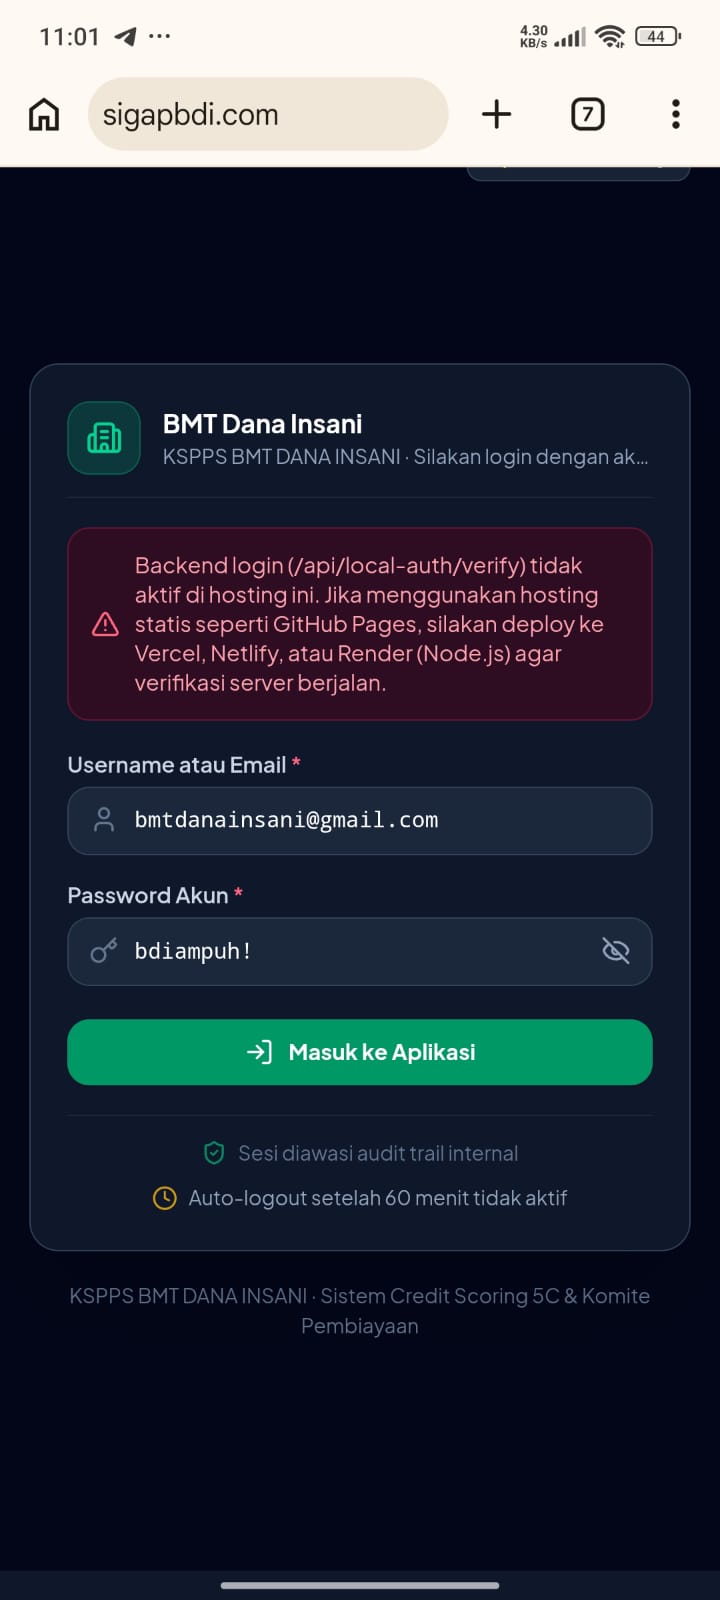 11:01
4.30
KB/s
44
sigapbdi.com
7
BMT Dana Insani
KSPPS BMT DANA INSANI · Silakan login dengan ak...
Backend login (/api/local-auth/verify) tidak
aktif di hosting ini. Jika menggunakan hosting
statis seperti GitHub Pages, silakan deploy ke
Vercel, Netlify, atau Render (Node.js) agar
verifikasi server berjalan.
Username atau Email *
bmtdanainsani@gmail.com
Password Akun *
bdiampuh!
Masuk ke Aplikasi
Sesi diawasi audit trail internal
Auto-logout setelah 60 menit tidak aktif
KSPPS BMT DANA INSANI · Sistem Credit Scoring 5C & Komite
Pembiayaan